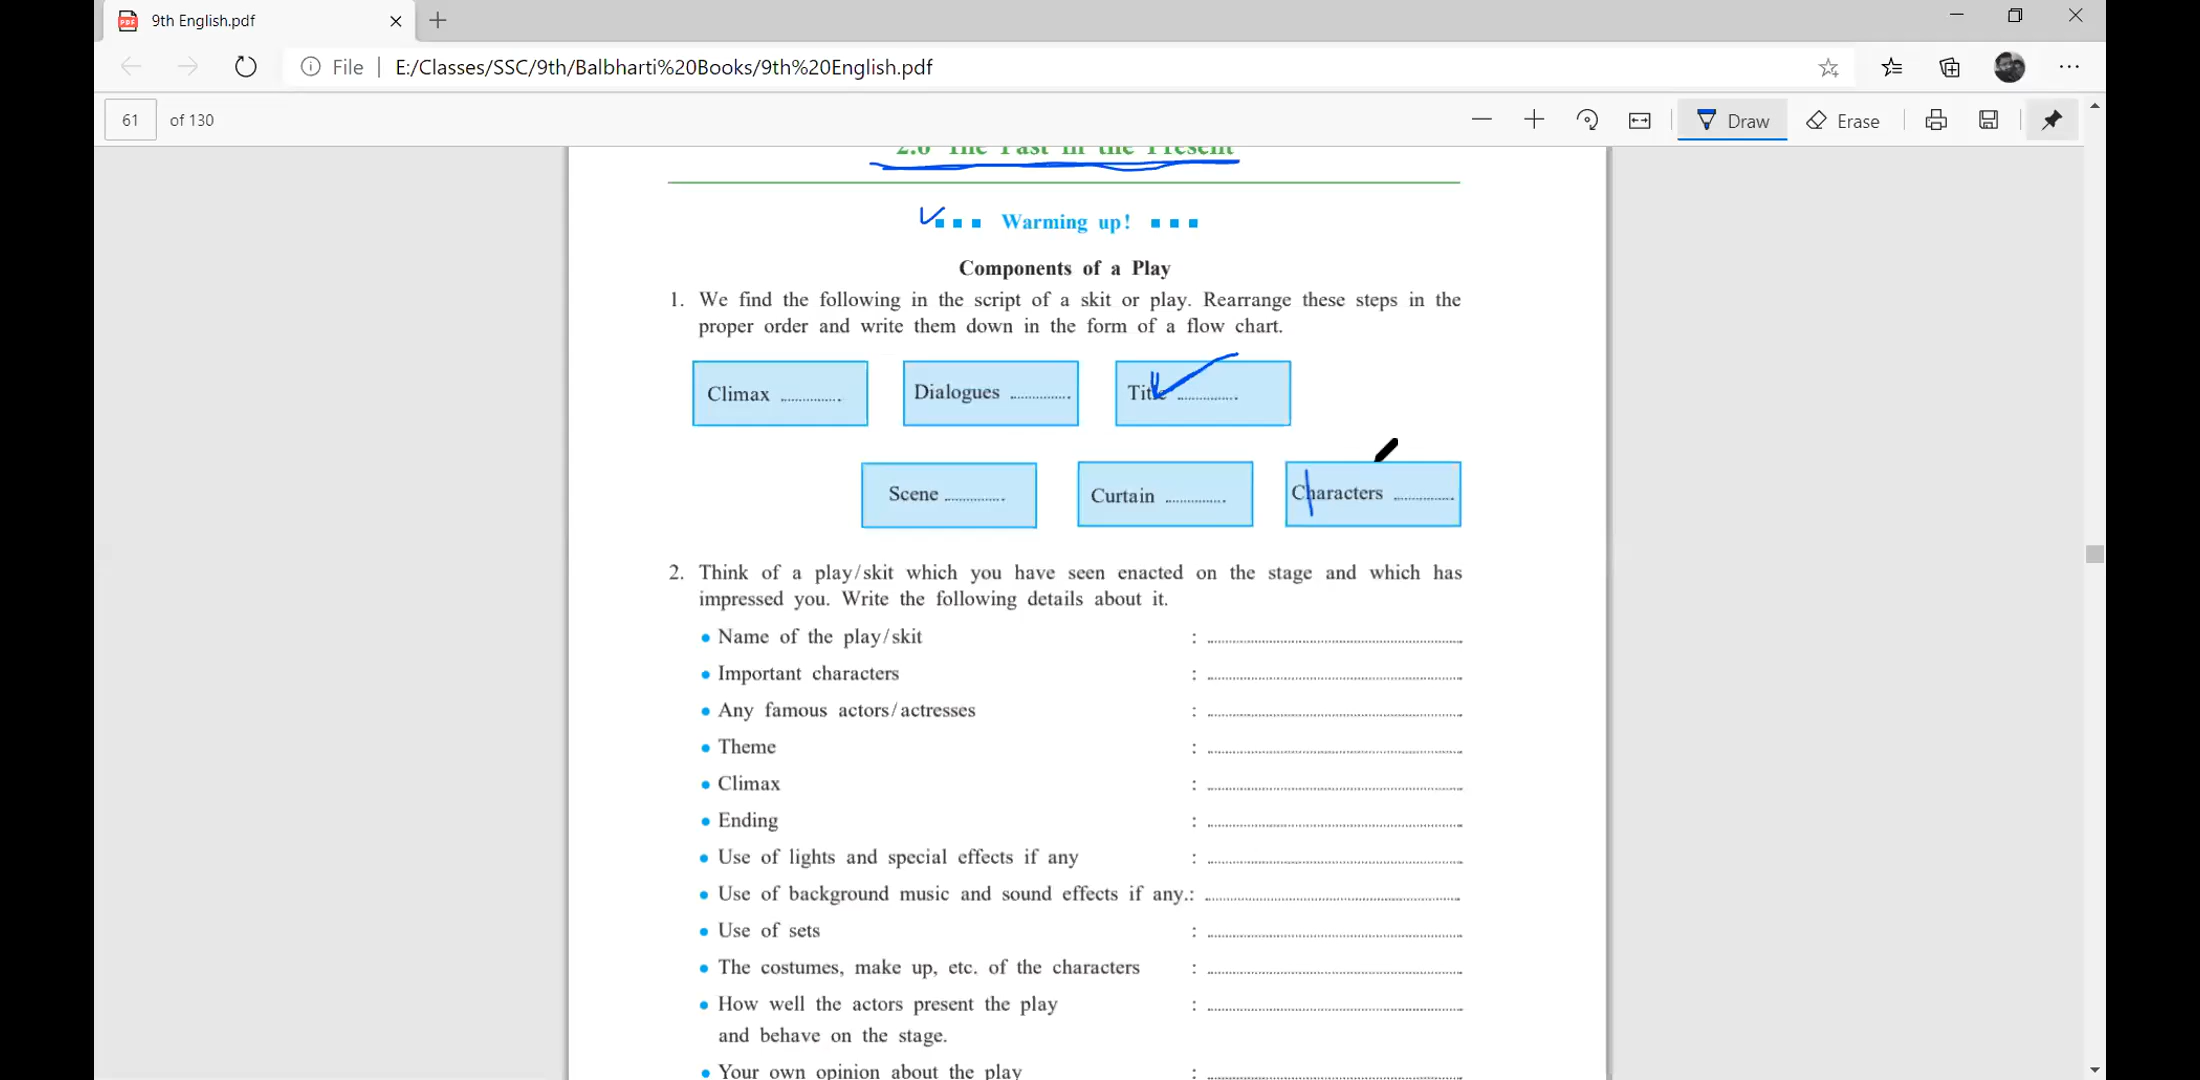 9th English.pdf
File | E:/Classes/SSC/9th/Balbharti%20Books/9th%20English.pdf
61 of 130
Draw
Erase
2.6 The Past in the Present
Warming up!
Components of a Play
1. We find the following in the script of a skit or play. Rearrange these steps in the
proper order and write them down in the form of a flow chart.
Climax ............... Dialogues ............... Title ...............
Scene ............... Curtain ............... Characters ...............
2. Think of a play/skit which you have seen enacted on the stage and which has
impressed you. Write the following details about it.
• Name of the play/skit :
• Important characters :
• Any famous actors/actresses :
• Theme :
• Climax :
• Ending :
• Use of lights and special effects if any :
• Use of background music and sound effects if any.:
• Use of sets :
• The costumes, make up, etc. of the characters :
• How well the actors present the play :
and behave on the stage.
• Your own opinion about the play :